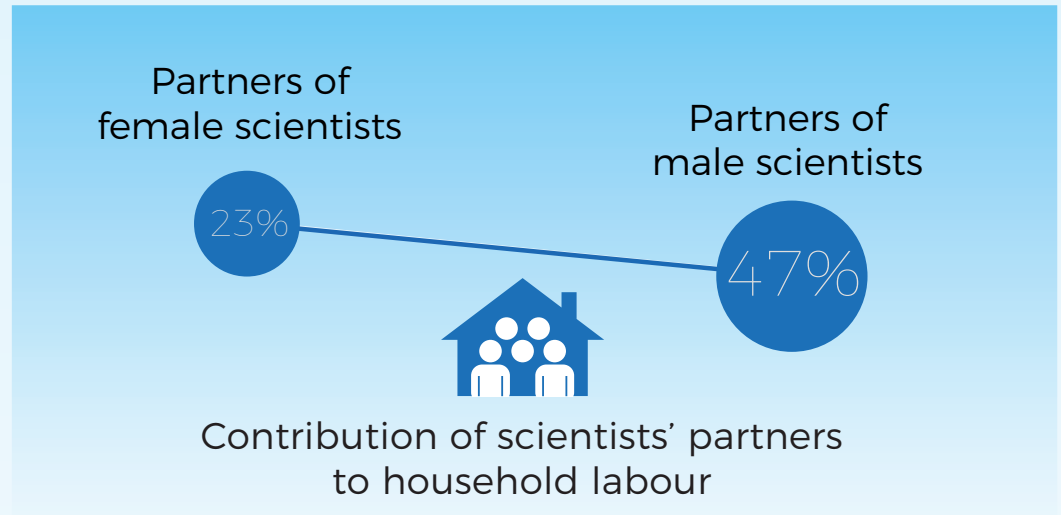 Partners of
female scientists
23%
Partners of
male scientists
47%
Contribution of scientists’ partners
to household labour